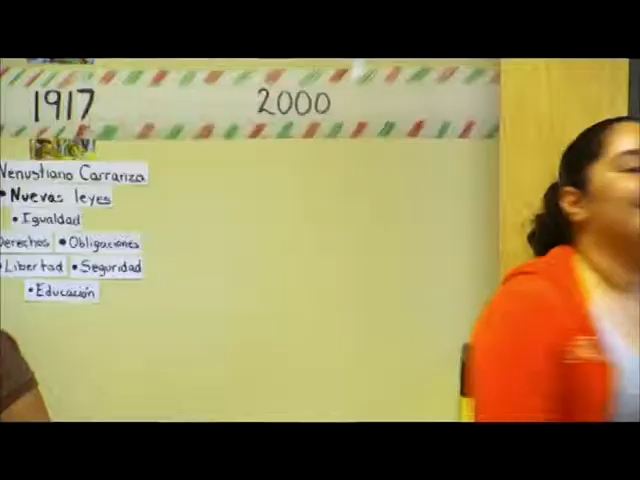 1917
2000
Venustiano Carranza
• Nuevas leyes
• Igualdad
Derechos • Obligaciones
• Libertad • Seguridad
• Educación